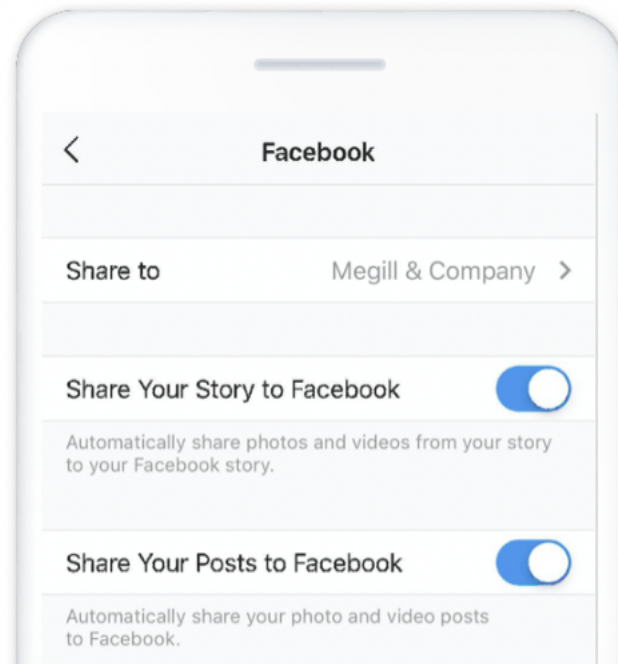 Facebook
Share to Megill & Company
Share Your Story to Facebook
Automatically share photos and videos from your story
to your Facebook story.
Share Your Posts to Facebook
Automatically share your photo and video posts
to Facebook.